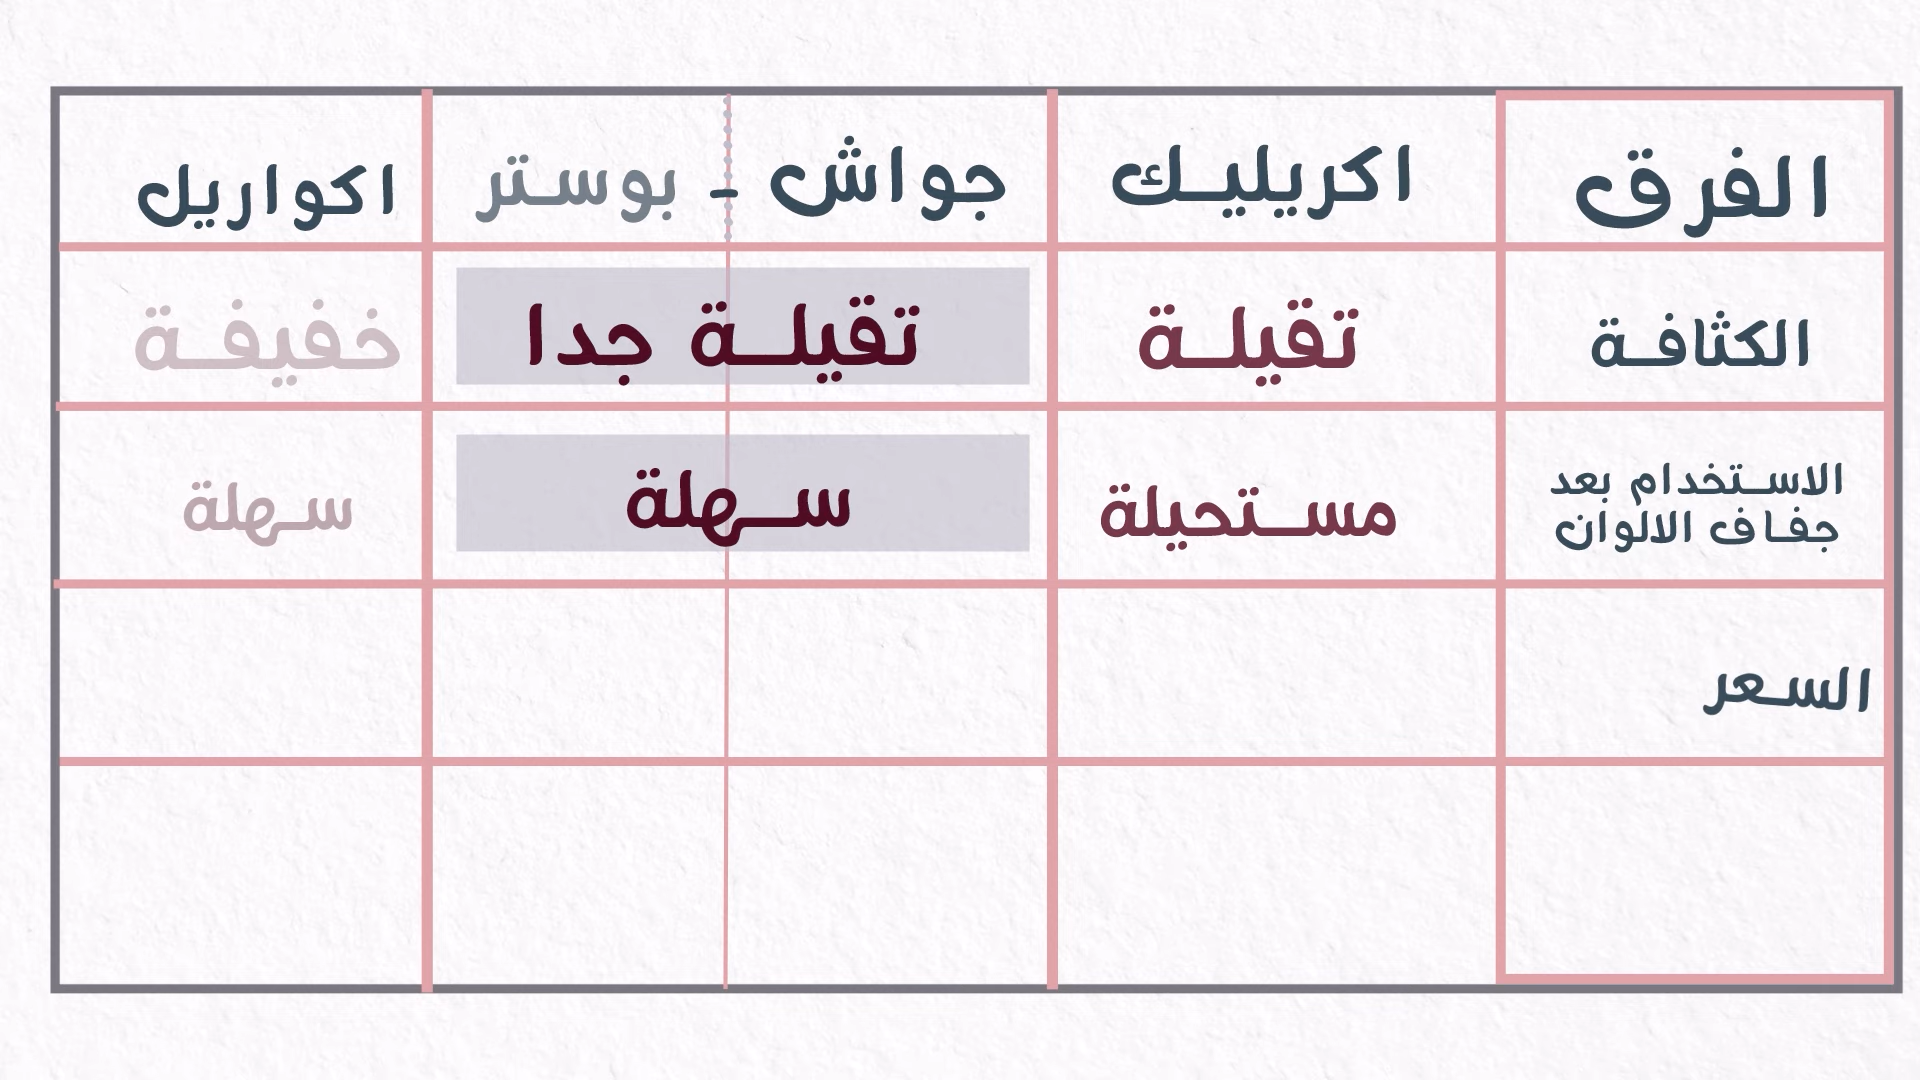 الفرق اكريليك جواش - بوستر اكواريل
الكثافة تقيلة تقيلة جدا خفيفة
الاستخدام بعد
جفاف الالوان مستحيلة سهلة سهلة
السعر